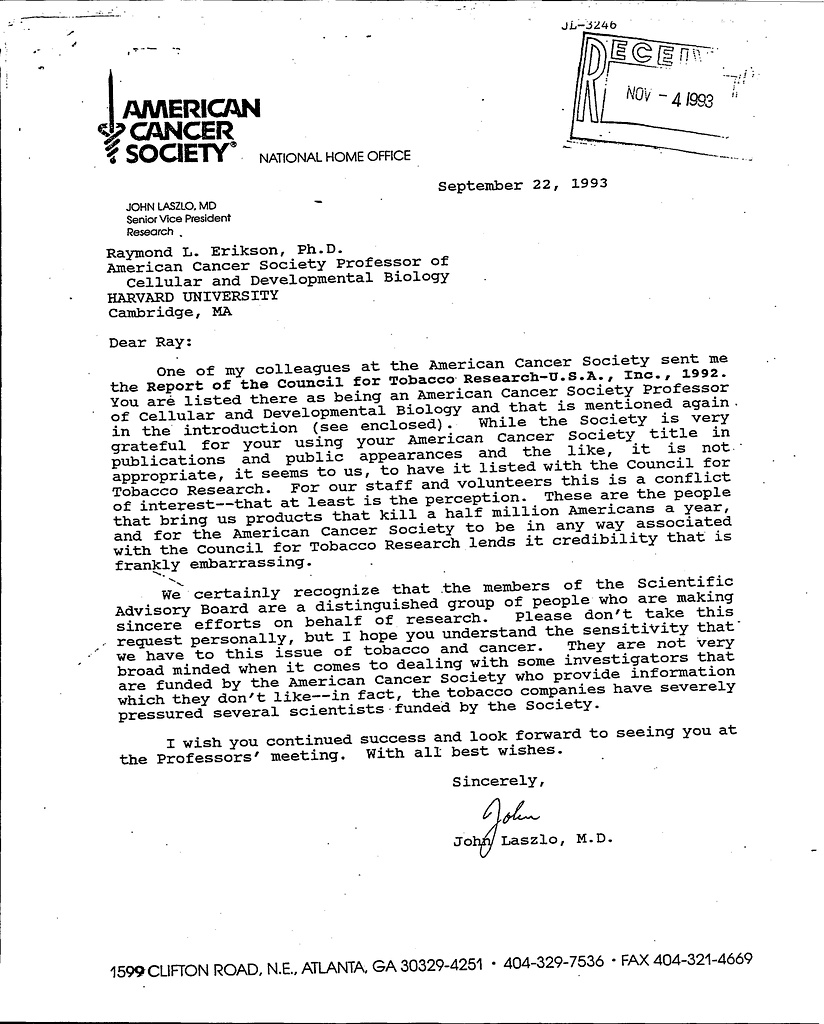 JL-3246
RECEIV
NOV - 4 1993
AMERICAN
CANCER
SOCIETY®
NATIONAL HOME OFFICE
September 22, 1993
JOHN LASZLO, MD
Senior Vice President
Research
Raymond L. Erikson, Ph.D.
American Cancer Society Professor of
Cellular and Developmental Biology
HARVARD UNIVERSITY
Cambridge, MA
Dear Ray:
One of my colleagues at the American Cancer Society sent me
the Report of the Council for Tobacco Research-U.S.A., Inc., 1992.
You are listed there as being an American Cancer Society Professor
of Cellular and Developmental Biology and that is mentioned again
in the introduction (see enclosed). While the Society is very
grateful for your using your American Cancer Society title in
publications and public appearances and the like, it is not
appropriate, it seems to us, to have it listed with the Council for
Tobacco Research. For our staff and volunteers this is a conflict
of interest--that at least is the perception. These are the people
that bring us products that kill a half million Americans a year,
and for the American Cancer Society to be in any way associated
with the Council for Tobacco Research lends it credibility that is
frankly embarrassing.
We certainly recognize that the members of the Scientific
Advisory Board are a distinguished group of people who are making
sincere efforts on behalf of research. Please don't take this
request personally, but I hope you understand the sensitivity that
we have to this issue of tobacco and cancer. They are not very
broad minded when it comes to dealing with some investigators that
are funded by the American Cancer Society who provide information
which they don't like--in fact, the tobacco companies have severely
pressured several scientists funded by the Society.
I wish you continued success and look forward to seeing you at
the Professors' meeting. With all best wishes.
Sincerely,
John
John Laszlo, M.D.
1599 CLIFTON ROAD, N.E., ATLANTA, GA 30329-4251 • 404-329-7536 • FAX 404-321-4669